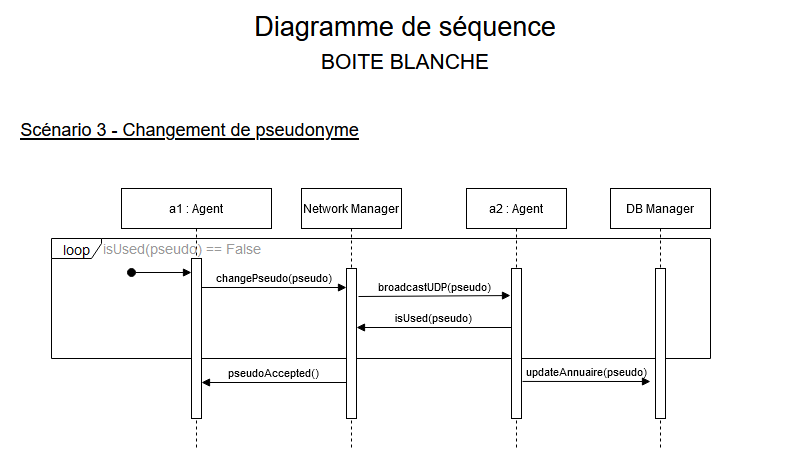 Diagramme de séquence
BOITE BLANCHE
Scénario 3 - Changement de pseudonyme
a1 : Agent
Network Manager
a2 : Agent
DB Manager
loop
isUsed(pseudo) == False
changePseudo(pseudo)
broadcastUDP(pseudo)
isUsed(pseudo)
pseudoAccepted()
updateAnnuaire(pseudo)